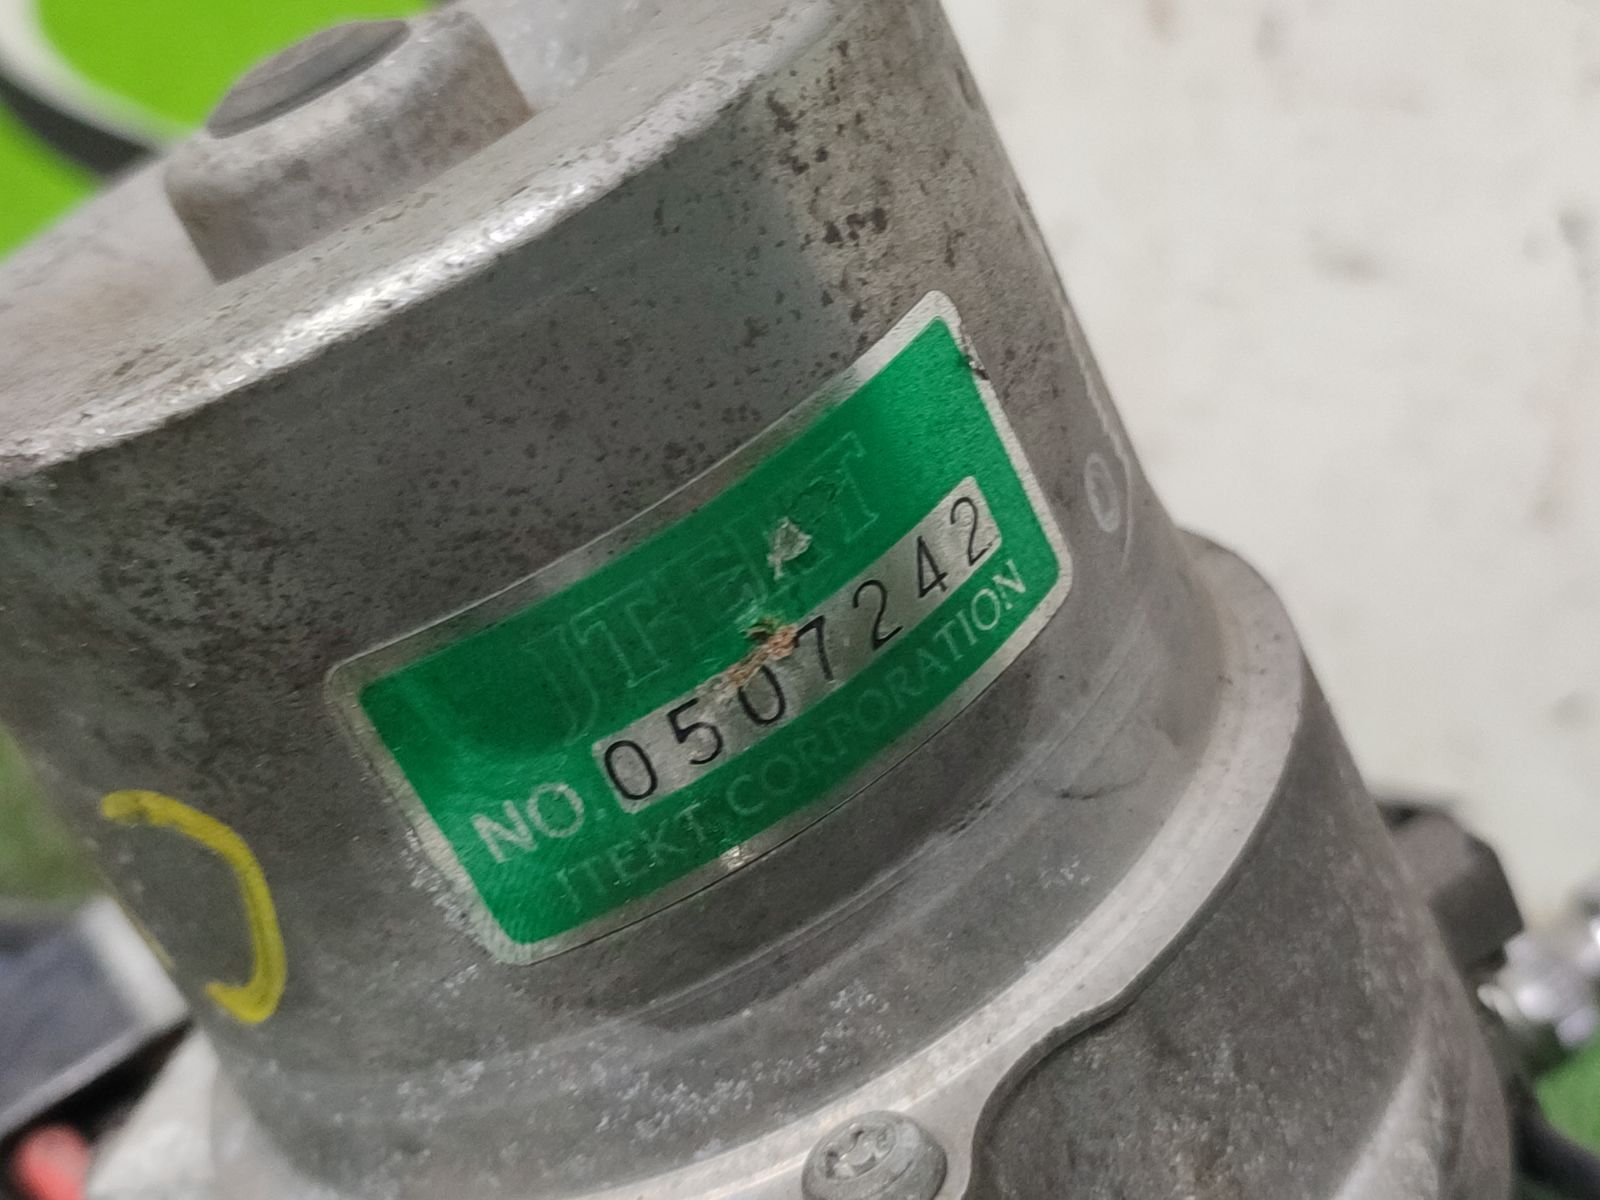 JTEKT
NO. 0507242
JTEKT CORPORATION